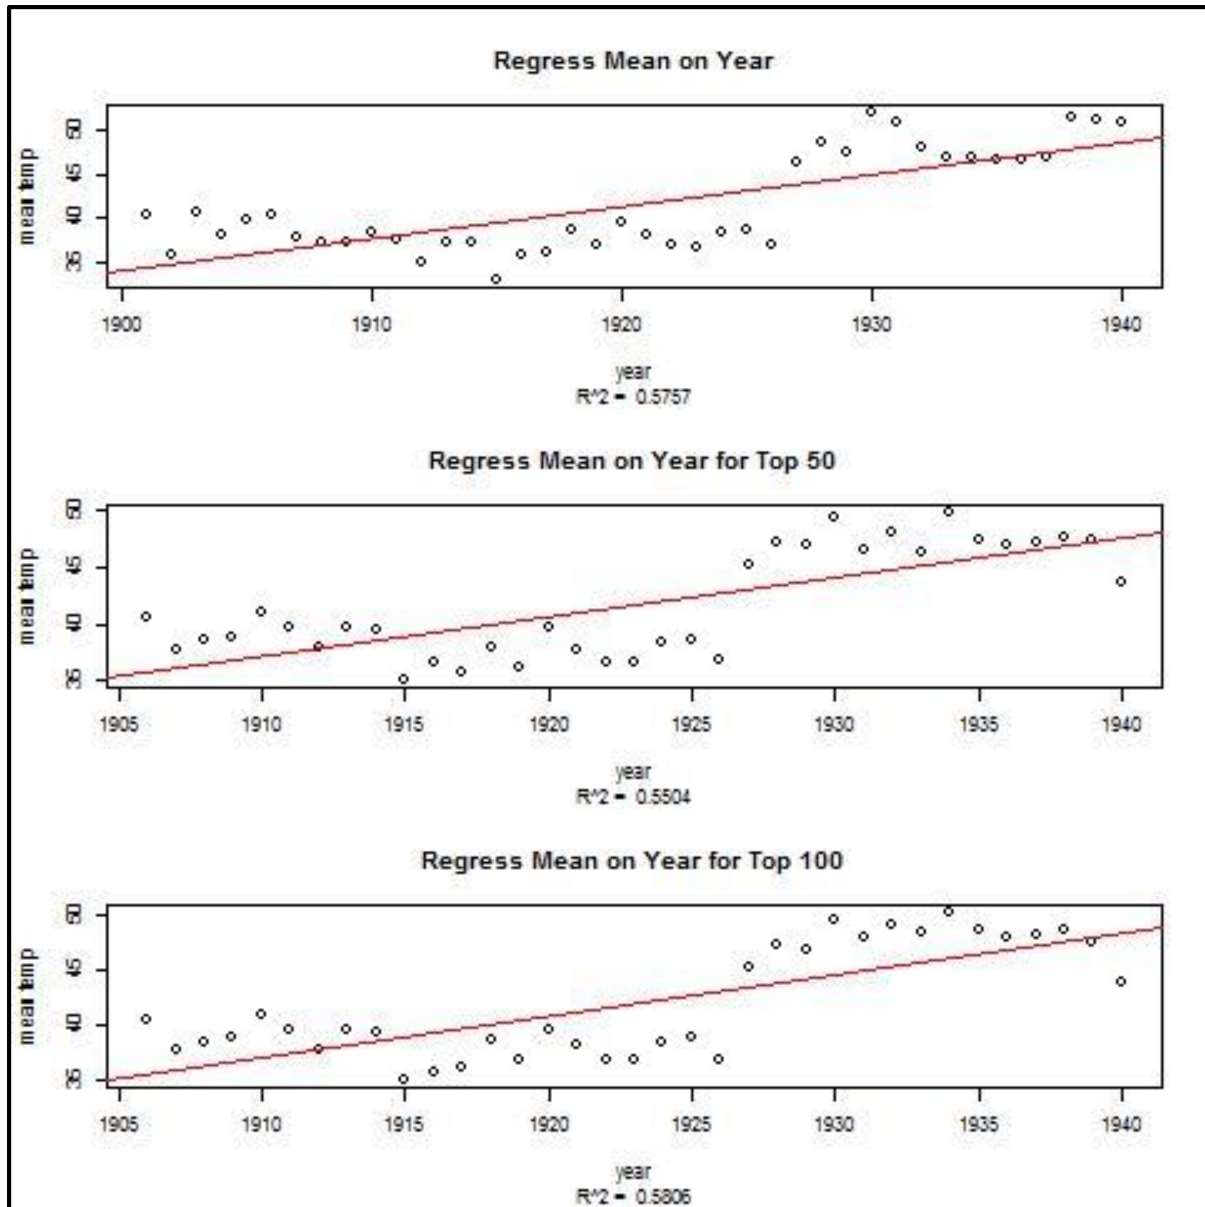 Regress Mean on Year
mean temp
50
45
40
35
1900 1910 1920 1930 1940
year
R^2 = 0.5757
Regress Mean on Year for Top 50
mean temp
50
45
40
35
1905 1910 1915 1920 1925 1930 1935 1940
year
R^2 = 0.5504
Regress Mean on Year for Top 100
mean temp
50
45
40
35
1905 1910 1915 1920 1925 1930 1935 1940
year
R^2 = 0.5806